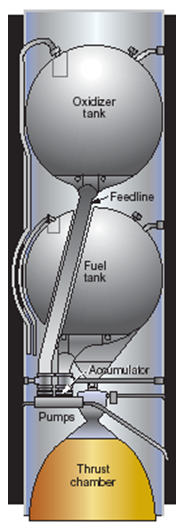 Oxidizer
tank
Feedline
Fuel
tank
Accumulator
Pumps
Thrust
chamber